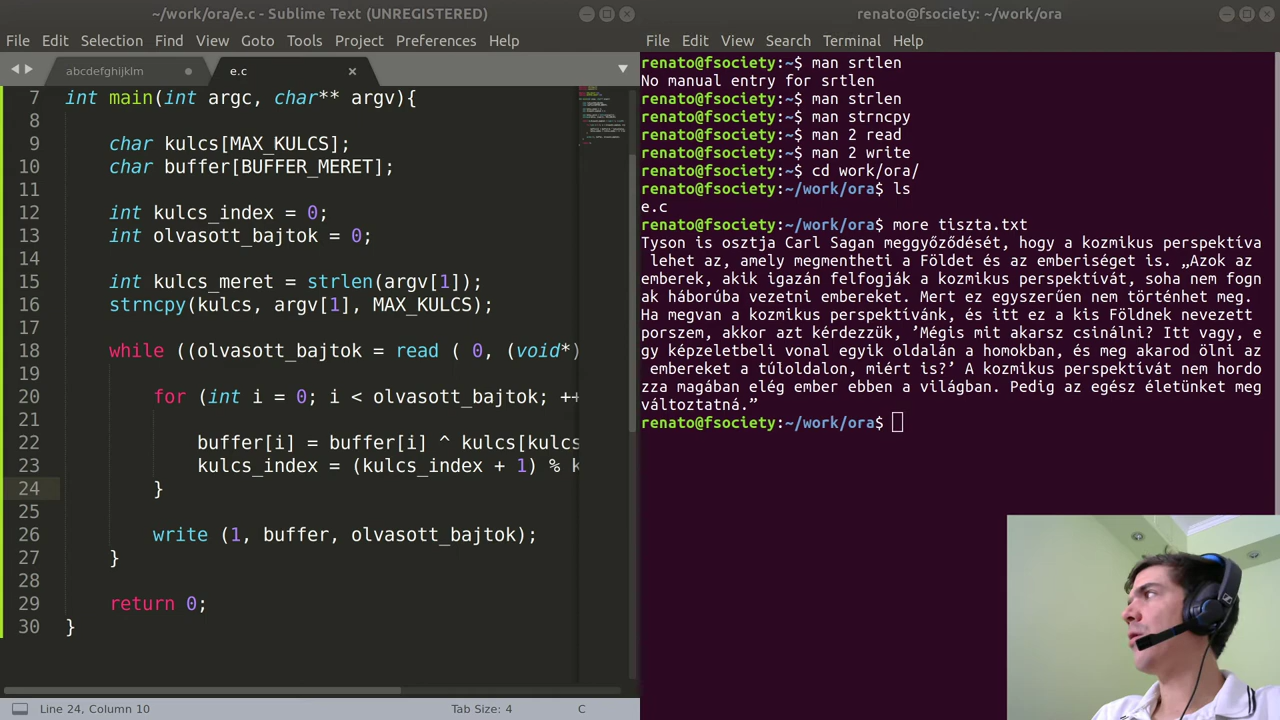 ~/work/ora/e.c - Sublime Text (UNREGISTERED)
File Edit Selection Find View Goto Tools Project Preferences Help
abcdefghijklm
e.c
7 int main(int argc, char** argv){
8
9 char kulcs[MAX_KULCS];
10 char buffer[BUFFER_MERET];
11
12 int kulcs_index = 0;
13 int olvasott_bajtok = 0;
14
15 int kulcs_meret = strlen(argv[1]);
16 strncpy(kulcs, argv[1], MAX_KULCS);
17
18 while ((olvasott_bajtok = read ( 0, (void*)
19
20 for (int i = 0; i < olvasott_bajtok; ++
21
22 buffer[i] = buffer[i] ^ kulcs[kulcs
23 kulcs_index = (kulcs_index + 1) % k
24 }
25
26 write (1, buffer, olvasott_bajtok);
27 }
28
29 return 0;
30 }
Line 24, Column 10
Tab Size: 4
C
renato@fsociety: ~/work/ora
File Edit View Search Terminal Help
renato@fsociety:~$ man srtlen
No manual entry for srtlen
renato@fsociety:~$ man strlen
renato@fsociety:~$ man strncpy
renato@fsociety:~$ man 2 read
renato@fsociety:~$ man 2 write
renato@fsociety:~$ cd work/ora/
renato@fsociety:~/work/ora$ ls
e.c
renato@fsociety:~/work/ora$ more tiszta.txt
Tyson is osztja Carl Sagan meggyőződését, hogy a kozmikus perspektíva
lehet az, amely megmentheti a Földet és az emberiséget is. „Azok az
emberek, akik igazán felfogják a kozmikus perspektívát, soha nem fogn
ak háborúba vezetni embereket. Mert ez egyszerűen nem történhet meg.
Ha megvan a kozmikus perspektívánk, és itt ez a kis Földnek nevezett
porszem, akkor azt kérdezzük, ’Mégis mit akarsz csinálni? Itt vagy, e
gy képzeletbeli vonal egyik oldalán a homokban, és meg akarod ölni az
embereket a túloldalon, miért is?’ A kozmikus perspektívát nem hordo
zza magában elég ember ebben a világban. Pedig az egész életünket meg
változtatná.”
renato@fsociety:~/work/ora$